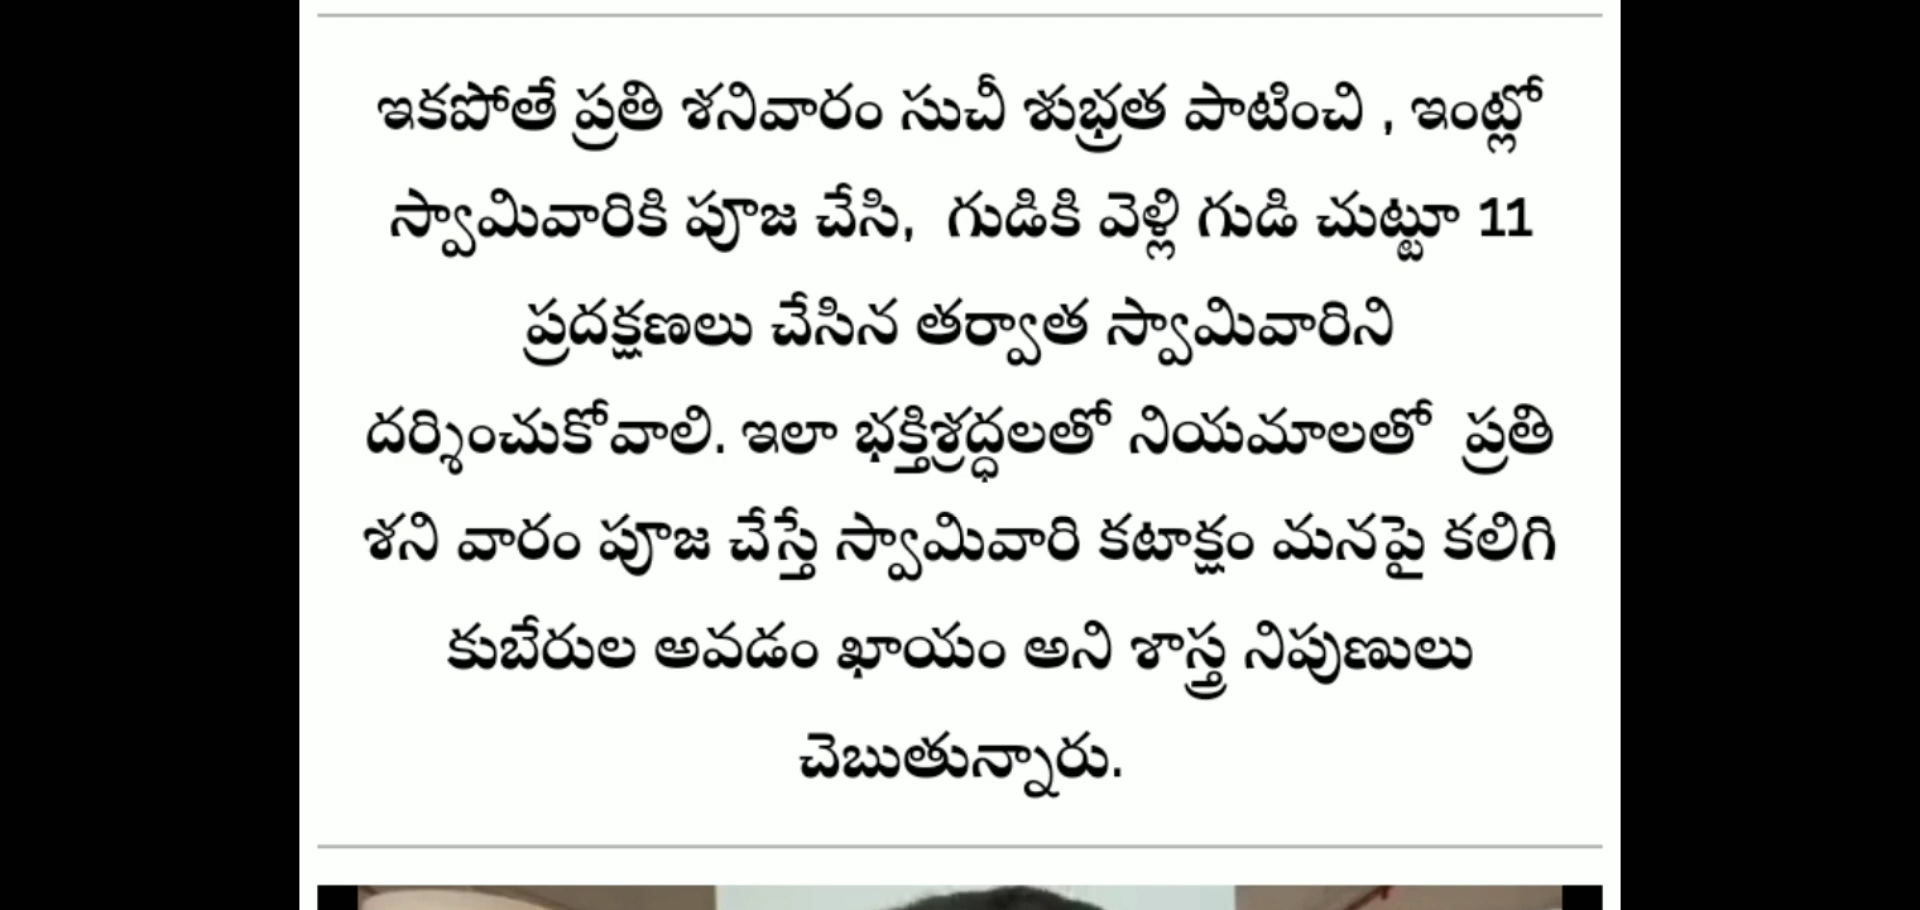 ఇకపోతే ప్రతి శనివారం సుచీ శుభ్రత పాటించి , ఇంట్లో
స్వామివారికి పూజ చేసి,  గుడికి వెళ్లి గుడి చుట్టూ 11
ప్రదక్షణలు చేసిన తర్వాత స్వామివారిని
దర్శించుకోవాలి. ఇలా భక్తిశ్రద్ధలతో నియమాలతో  ప్రతి
శని వారం పూజ చేస్తే స్వామివారి కటాక్షం మనపై కలిగి
కుబేరుల అవడం ఖాయం అని శాస్త్ర నిపుణులు
చెబుతున్నారు.